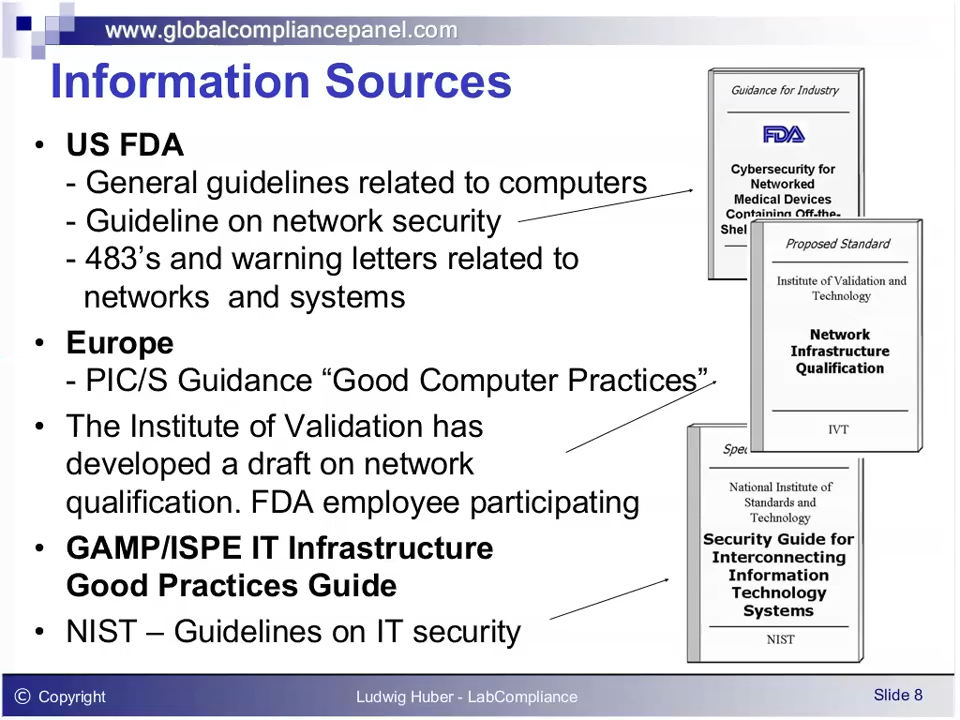 www.globalcompliancepanel.com
Information Sources
• US FDA
- General guidelines related to computers
- Guideline on network security
- 483’s and warning letters related to
networks and systems
• Europe
- PIC/S Guidance “Good Computer Practices”
• The Institute of Validation has
developed a draft on network
qualification. FDA employee participating
• GAMP/ISPE IT Infrastructure
Good Practices Guide
• NIST – Guidelines on IT security
Guidance for Industry
FDA
Cybersecurity for
Networked
Medical Devices
Containing Off-the-
Shel
Proposed Standard
Institute of Validation and
Technology
Network
Infrastructure
Qualification
IVT
Spec
National Institute of
Standards and
Technology
Security Guide for
Interconnecting
Information
Technology
Systems
NIST
© Copyright
Ludwig Huber - LabCompliance
Slide 8